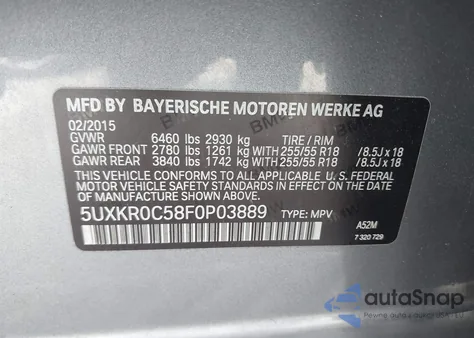 MFD BY BAYERISCHE MOTOREN WERKE AG
02/2015
GVWR 6460 lbs 2930 kg TIRE / RIM
GAWR FRONT 2780 lbs 1261 kg WITH 255/55 R18 / 8.5J x 18
GAWR REAR 3840 lbs 1742 kg WITH 255/55 R18 / 8.5J x 18
THIS VEHICLE CONFORMS TO ALL APPLICABLE U. S. FEDERAL
MOTOR VEHICLE SAFETY STANDARDS IN EFFECT ON THE DATE OF
MANUFACTURE SHOWN ABOVE.
5UXKR0C58F0P03889 TYPE: MPV
A52M
7 320 729
autoSnap